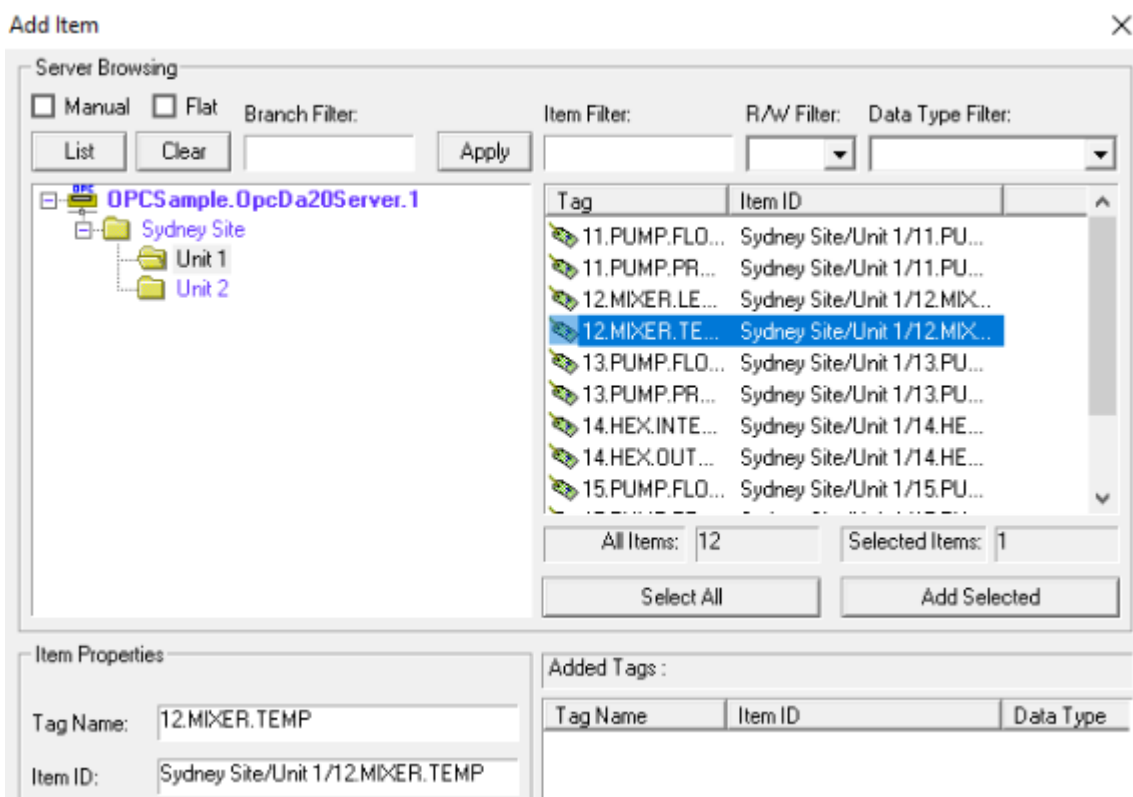 Add Item
Server Browsing
Manual Flat Branch Filter: Item Filter: R/W Filter: Data Type Filter:
List Clear Apply
OPC
OPCSample.OpcDa20Server.1
Sydney Site
Unit 1
Unit 2
Tag Item ID
11.PUMP.FLO... Sydney Site/Unit 1/11.PU...
11.PUMP.PR... Sydney Site/Unit 1/11.PU...
12.MIXER.LE... Sydney Site/Unit 1/12.MIX...
12.MIXER.TE... Sydney Site/Unit 1/12.MIX...
13.PUMP.FLO... Sydney Site/Unit 1/13.PU...
13.PUMP.PR... Sydney Site/Unit 1/13.PU...
14.HEX.INTE... Sydney Site/Unit 1/14.HE...
14.HEX.OUT... Sydney Site/Unit 1/14.HE...
15.PUMP.FLO... Sydney Site/Unit 1/15.PU...
All Items: 12 Selected Items: 1
Select All Add Selected
Item Properties
Tag Name: 12.MIXER.TEMP
Item ID: Sydney Site/Unit 1/12.MIXER.TEMP
Added Tags :
Tag Name Item ID Data Type